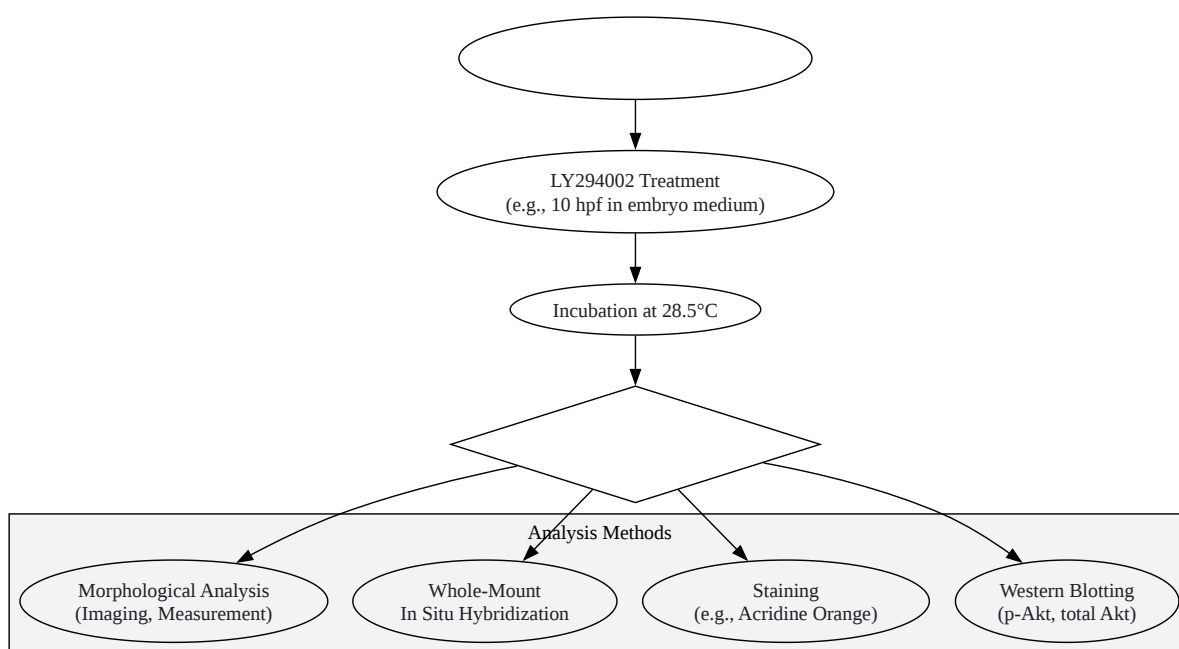 LY294002 Treatment
(e.g., 10 hpf in embryo medium)
Incubation at 28.5°C
Analysis Methods
Morphological Analysis
(Imaging, Measurement)
Whole-Mount
In Situ Hybridization
Staining
(e.g., Acridine Orange)
Western Blotting
(p-Akt, total Akt)